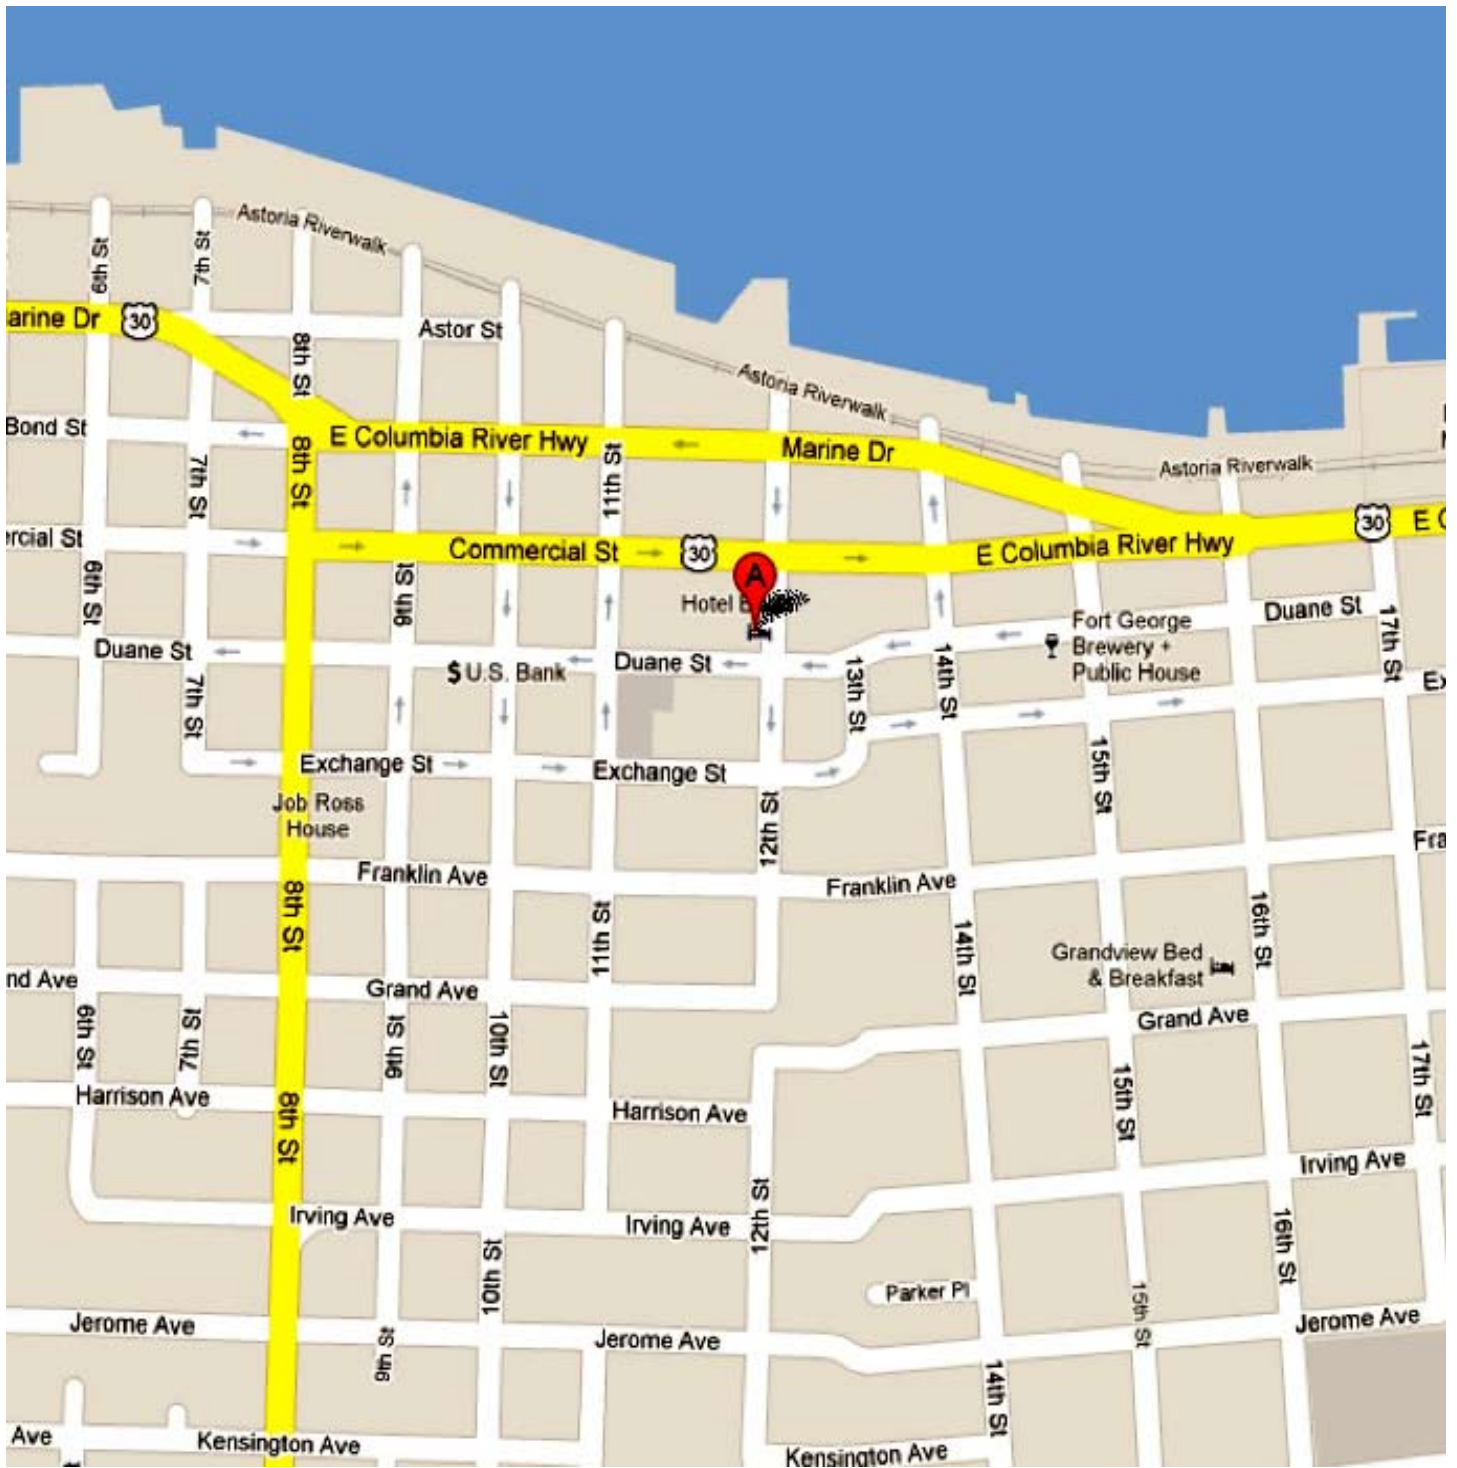 Astoria Riverwalk
6th St
7th St
arine Dr
30
Astor St
8th St
Astoria Riverwalk
Bond St
E Columbia River Hwy
Marine Dr
8th St
7th St
11th St
Astoria Riverwalk
30
E C
ercial St
Commercial St
30
E Columbia River Hwy
A
6th St
9th St
Hotel
Duane St
17th St
Fort George
Brewery +
Public House
Duane St
$ U.S. Bank
Duane St
13th St
14th St
7th St
Ex
Exchange St
Exchange St
15th St
Job Ross
House
12th St
Fra
Franklin Ave
Franklin Ave
8th St
11th St
14th St
16th St
Grandview Bed
& Breakfast
nd Ave
Grand Ave
Grand Ave
6th St
7th St
9th St
10th St
15th St
17th St
Harrison Ave
Harrison Ave
8th St
Irving Ave
12th St
Irving Ave
Irving Ave
10th St
16th St
Parker Pl
15th St
Jerome Ave
Jerome Ave
Jerome Ave
9th St
14th St
Ave
Kensington Ave
Kensington Ave